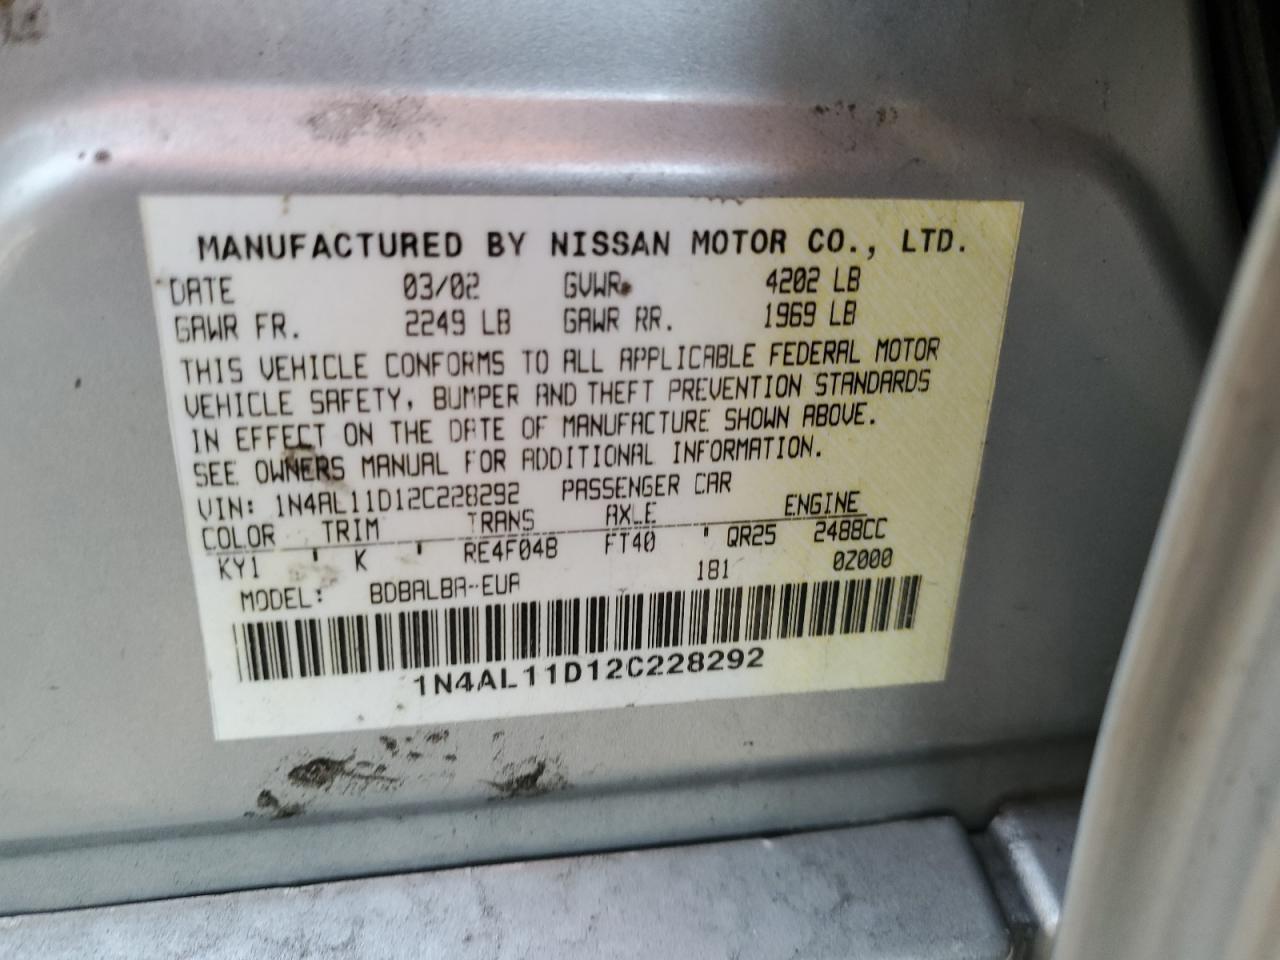 MANUFACTURED BY NISSAN MOTOR CO., LTD.
DATE 03/02 GVWR 4202 LB
GAWR FR. 2249 LB GAWR RR. 1969 LB
THIS VEHICLE CONFORMS TO ALL APPLICABLE FEDERAL MOTOR
VEHICLE SAFETY, BUMPER AND THEFT PREVENTION STANDARDS
IN EFFECT ON THE DATE OF MANUFACTURE SHOWN ABOVE.
SEE OWNERS MANUAL FOR ADDITIONAL INFORMATION.
VIN: 1N4AL11D12C228292 PASSENGER CAR
COLOR TRIM TRANS AXLE ENGINE
KY1 ' K ' RE4F04B FT40 ' QR25 2488CC
MODEL: BDBALBA-EUA 181 0Z000
1N4AL11D12C228292